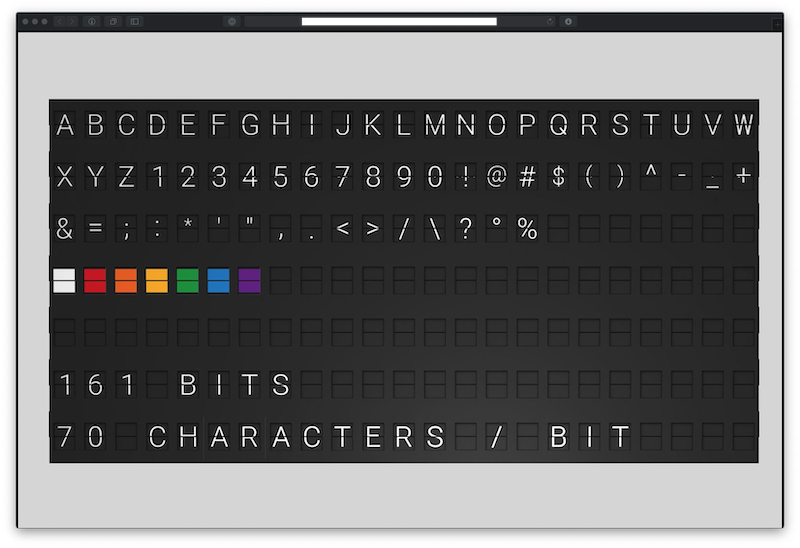 A B C D E F G H I J K L M N O P Q R S T U V W
X Y Z 1 2 3 4 5 6 7 8 9 0 ! @ # $ ( ) ^ - _ +
& = ; : * ' " , . < > / \ ? ° %
161 BITS
70 CHARACTERS / BIT